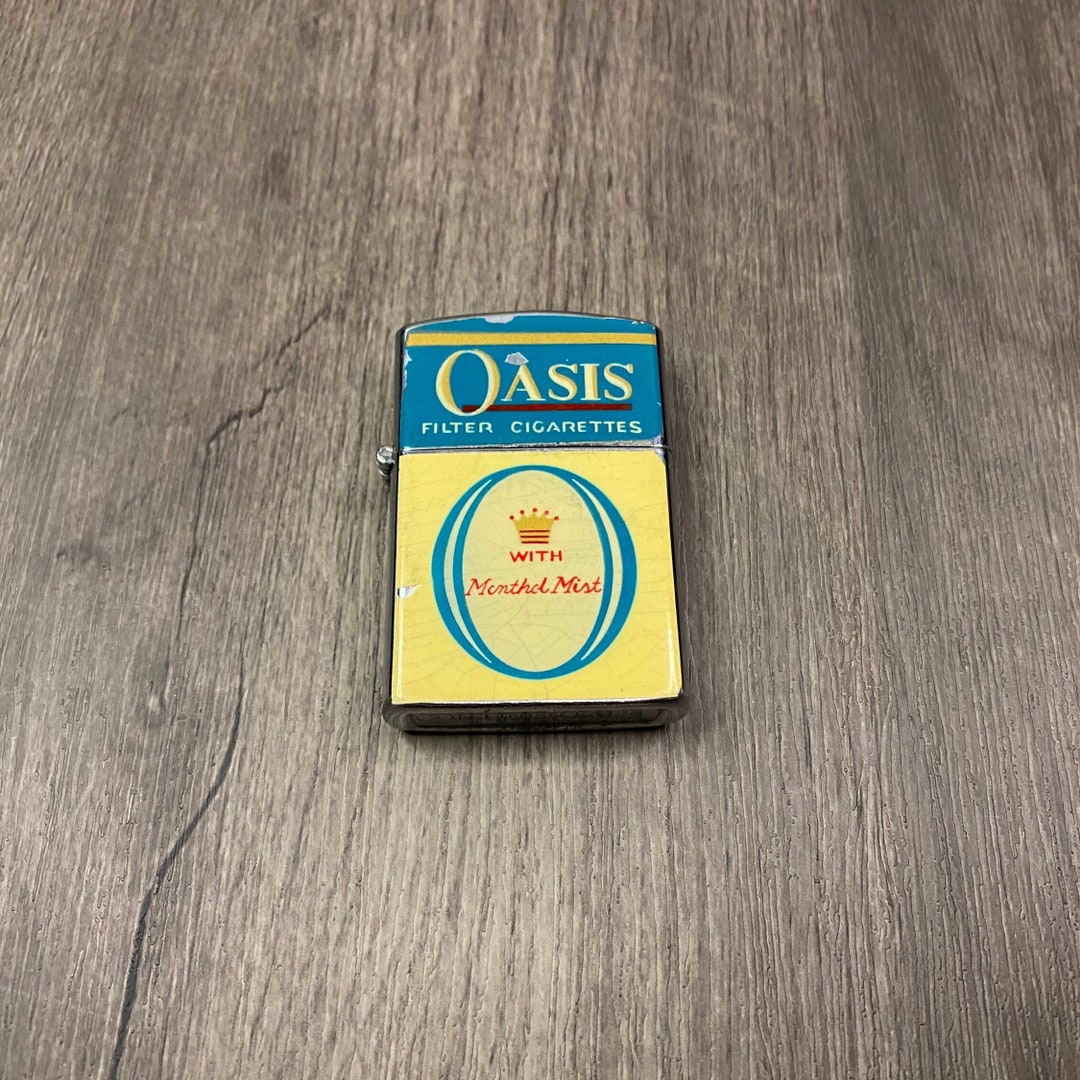 OASIS
FILTER CIGARETTES
WITH
Menthol Mist